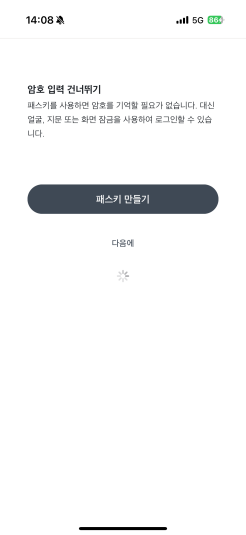 14:08
5G
86
암호 입력 건너뛰기
패스키를 사용하면 암호를 기억할 필요가 없습니다. 대신
얼굴, 지문 또는 화면 잠금을 사용하여 로그인할 수 있습
니다.
패스키 만들기
다음에